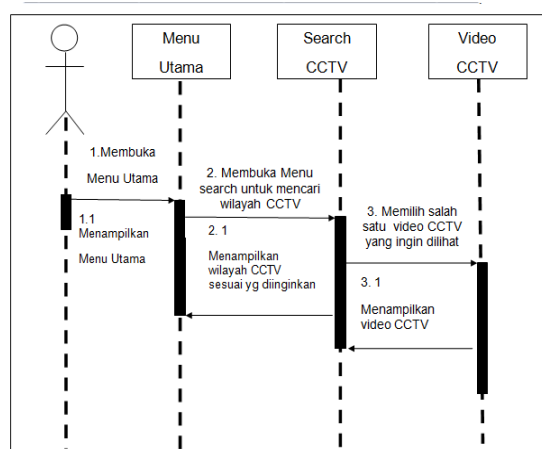 Menu
Utama
Search
CCTV
Video
CCTV
1.Membuka
Menu Utama
2. Membuka Menu
search untuk mencari
wilayah CCTV
3. Memilih salah
satu video CCTV
yang ingin dilihat
1.1
Menampilkan
Menu Utama
2. 1
Menampilkan
wilayah CCTV
sesuai yg diinginkan
3. 1
Menampilkan
video CCTV